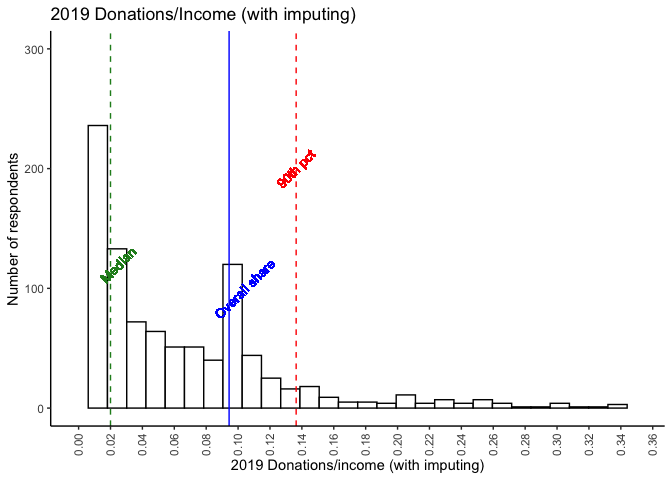 2019 Donations/Income (with imputing)
Number of respondents
300
200
100
0
90th pct
Median
Overall share
0.00 0.02 0.04 0.06 0.08 0.10 0.12 0.14 0.16 0.18 0.20 0.22 0.24 0.26 0.28 0.30 0.32 0.34 0.36
2019 Donations/income (with imputing)